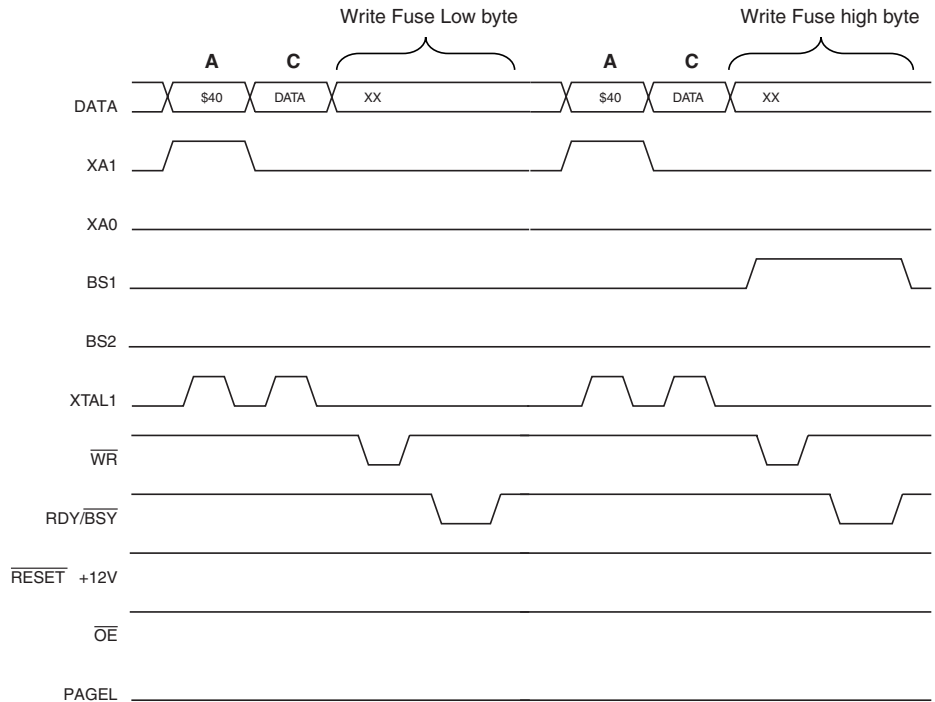 Write Fuse Low byte Write Fuse high byte
A C A C
DATA $40 DATA XX $40 DATA XX
XA1
XA0
BS1
BS2
XTAL1
WR
RDY/BSY
RESET +12V
OE
PAGEL